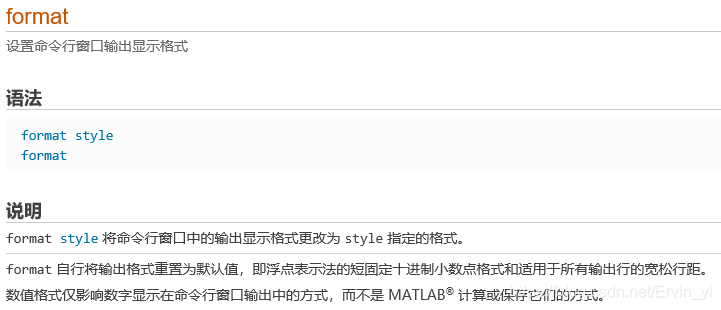 format
设置命令行窗口输出显示格式
语法
format style
format
说明
format style 将命令行窗口中的输出显示格式更改为 style 指定的格式。
format 自行将输出格式重置为默认值，即浮点表示法的短固定十进制小数点格式和适用于所有输出行的宽松行距。
数值格式仅影响数字显示在命令行窗口输出中的方式，而不是 MATLAB® 计算或保存它们的方式。